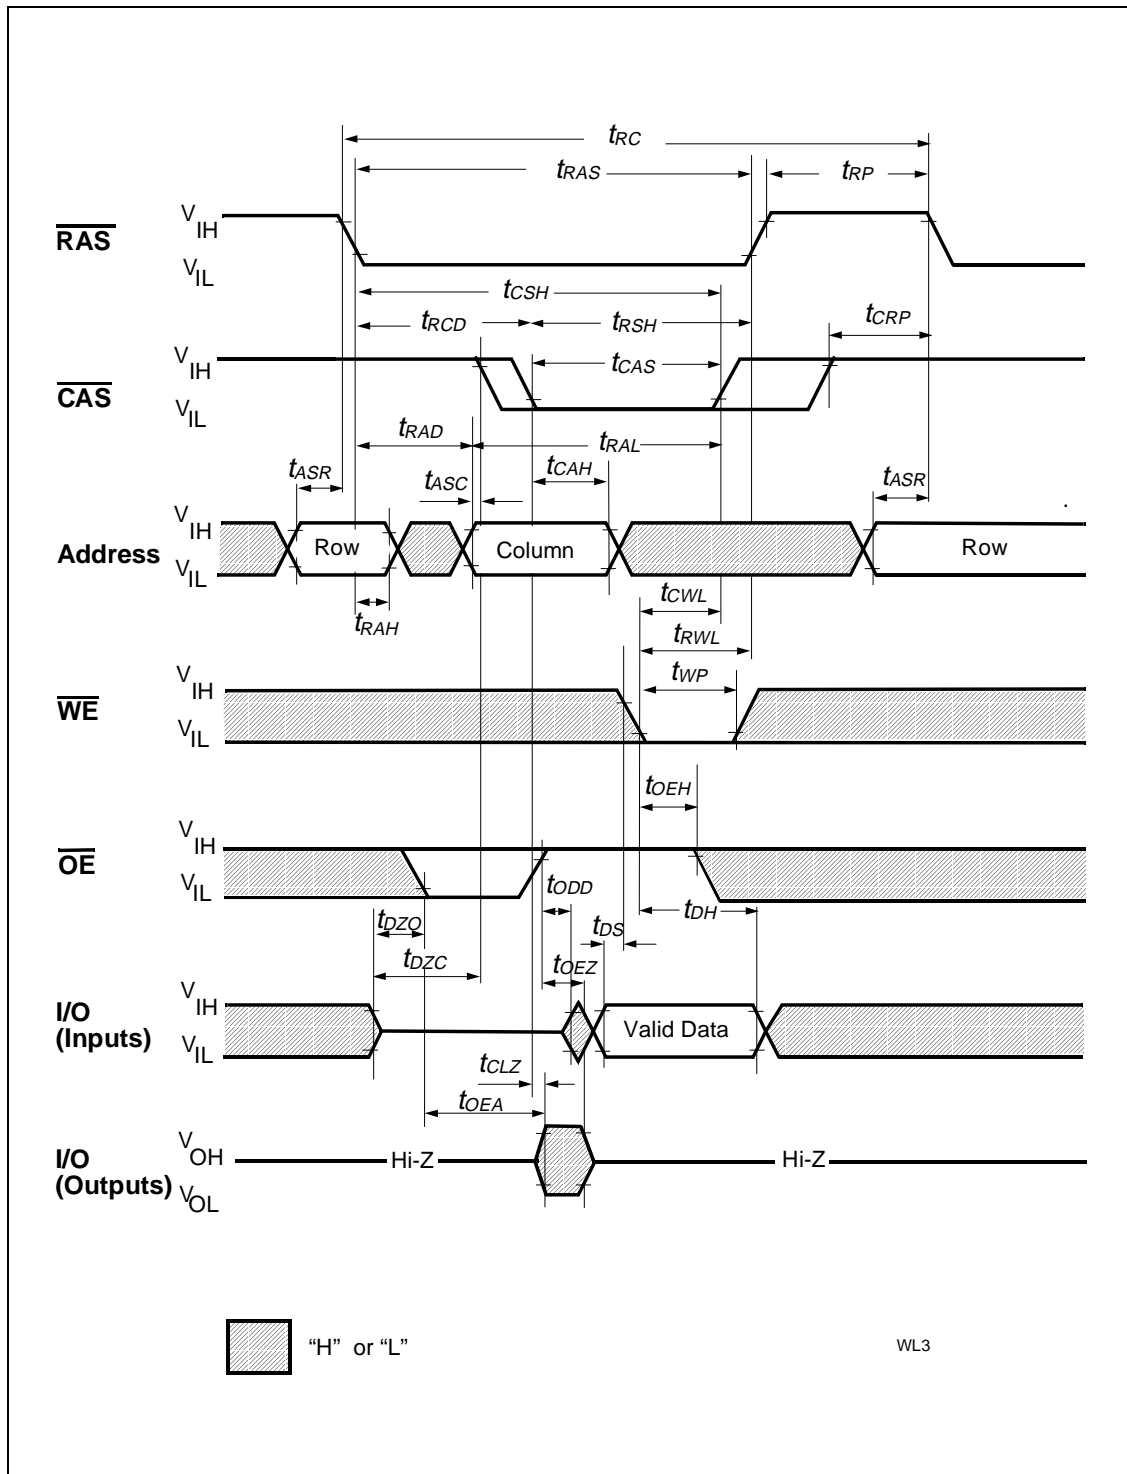 tRC
tRAS
tRP
RAS
VIH
VIL
tCSH
tRCD
tRSH
tCRP
CAS
VIH
VIL
tCAS
tRAD
tRAL
tASR
tASC
tCAH
tASR
Address
VIH
VIL
Row
Column
Row
tRAH
tCWL
tRWL
tWP
WE
VIH
VIL
tOEH
OE
VIH
VIL
tODD
tDH
tDZO
tDS
tDZC
tOEZ
I/O
(Inputs)
VIH
VIL
Valid Data
tCLZ
tOEA
I/O
(Outputs)
VOH
VOL
Hi-Z
Hi-Z
“H” or “L”
WL3